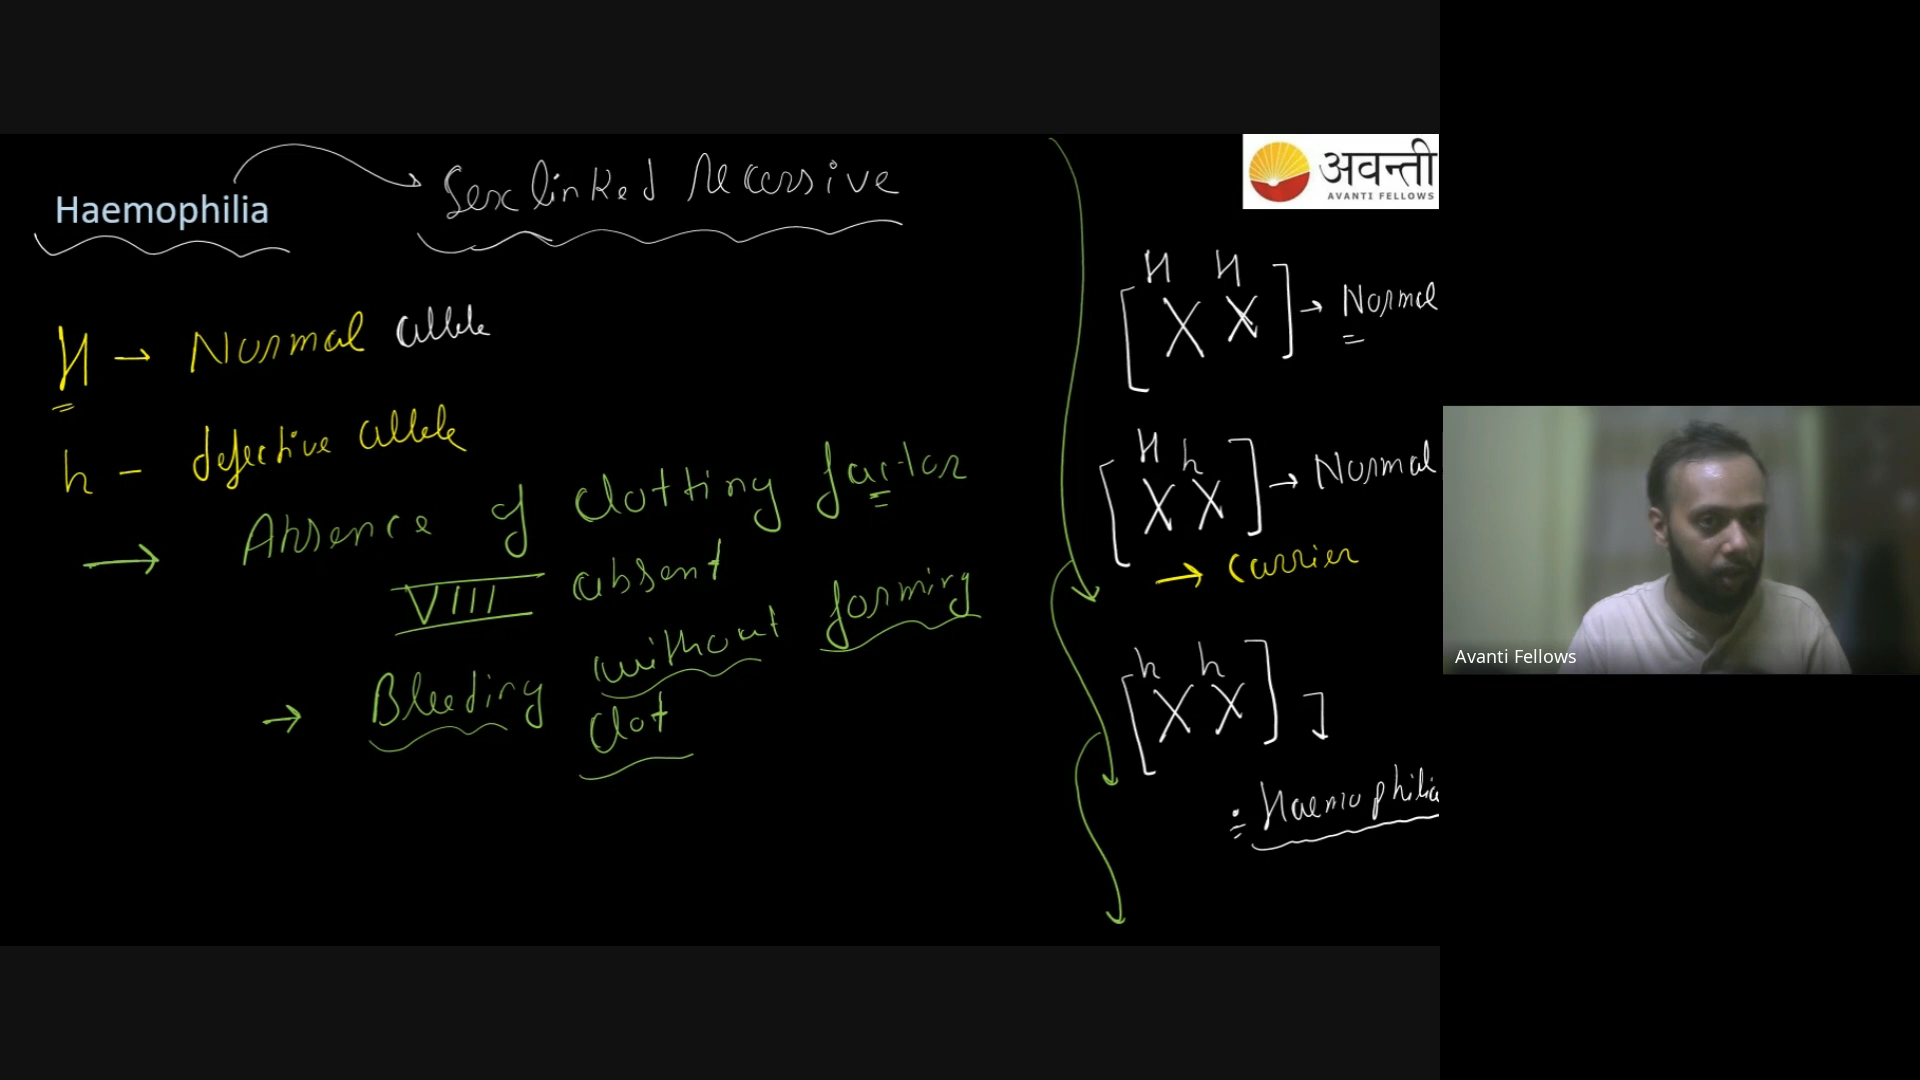 Haemophilia → Sex linked Recessive
H → Normal allele
h - defective allele
→ Absence of clotting factor
VIII absent
→ Bleeding without forming
clot
अवन्ती
AVANTI FELLOWS
H H
[X X] → Normal
H h
[X X] → Normal
→ Carrier
h h
[X X]
: Haemophilia
Avanti Fellows